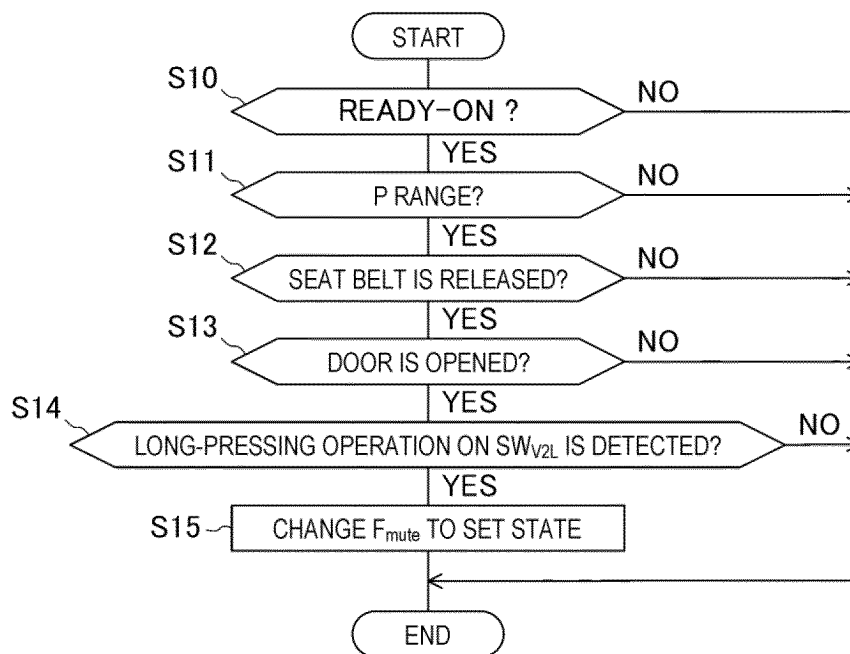 START
S10
READY-ON ?
NO
YES
S11
P RANGE?
NO
YES
S12
SEAT BELT IS RELEASED?
NO
YES
S13
DOOR IS OPENED?
NO
YES
S14
LONG-PRESSING OPERATION ON SWV2L IS DETECTED?
NO
YES
S15
CHANGE Fmute TO SET STATE
END